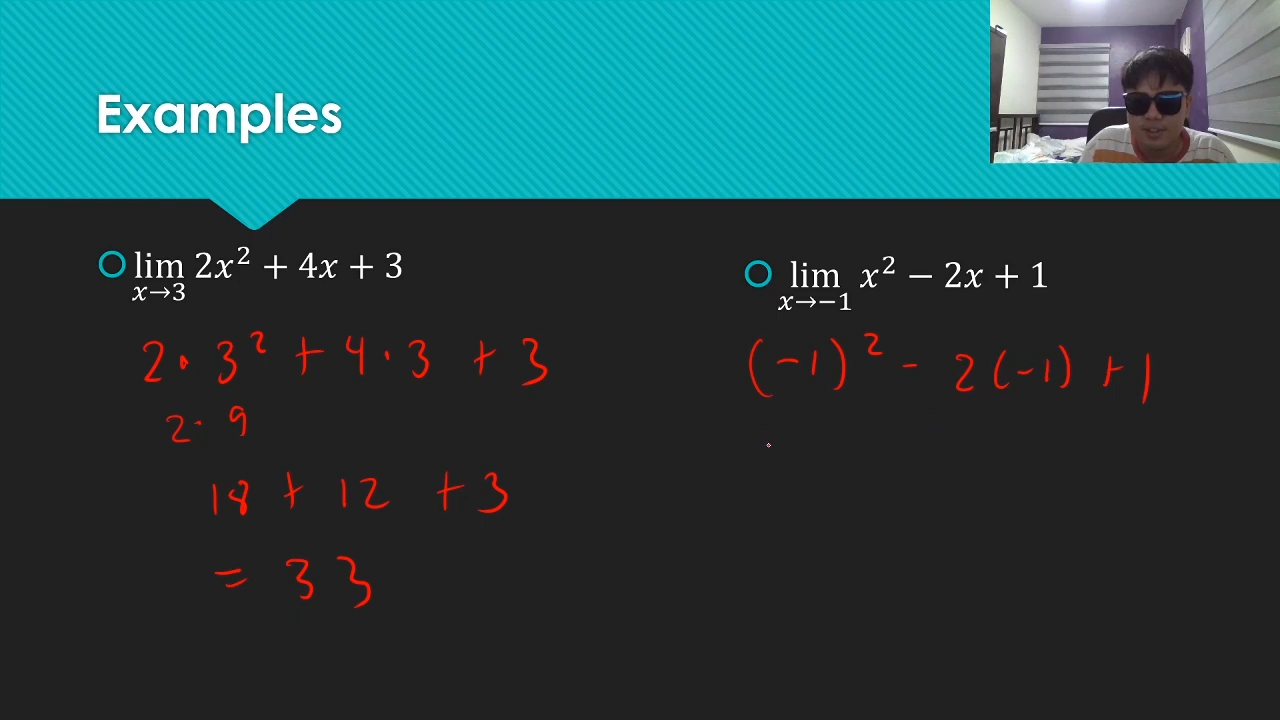 Examples
lim 2x² + 4x + 3
x→3
2 · 3² + 4 · 3 + 3
2 · 9
18 + 12 + 3
= 33
lim x² − 2x + 1
x→−1
(−1)² − 2(−1) + 1